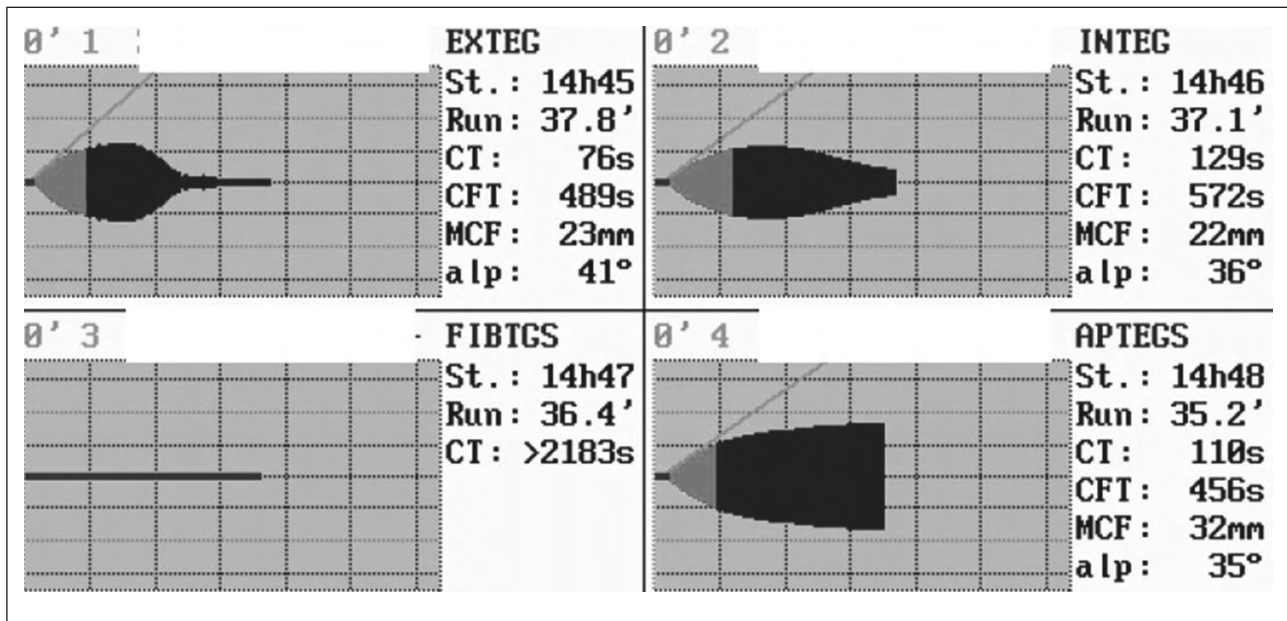 0' 1
EXTEG
St.: 14h45
Run: 37.8'
CT: 76s
CFT: 489s
MCF: 23mm
alp: 41°
0' 2
INTEG
St.: 14h46
Run: 37.1'
CT: 129s
CFT: 572s
MCF: 22mm
alp: 36°
0' 3
FIBTGS
St.: 14h47
Run: 36.4'
CT: >2183s
0' 4
APTEGS
St.: 14h48
Run: 35.2'
CT: 110s
CFT: 456s
MCF: 32mm
alp: 35°